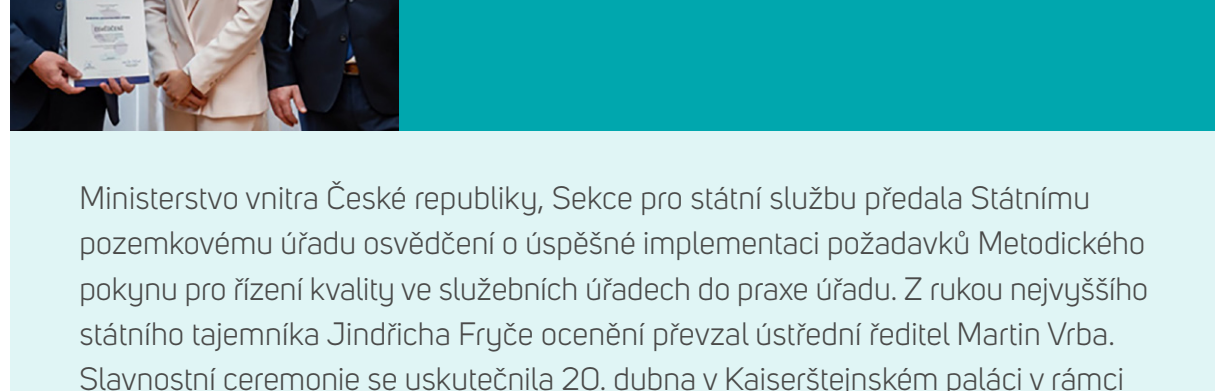 OSVĚDČENÍ
Ministerstvo vnitra České republiky, Sekce pro státní službu předala Státnímu
pozemkovému úřadu osvědčení o úspěšné implementaci požadavků Metodického
pokynu pro řízení kvality ve služebních úřadech do praxe úřadu. Z rukou nejvyššího
státního tajemníka Jindřicha Fryče ocenění převzal ústřední ředitel Martin Vrba.
Slavnostní ceremonie se uskutečnila 20. dubna v Kaiserštejnském paláci v rámci